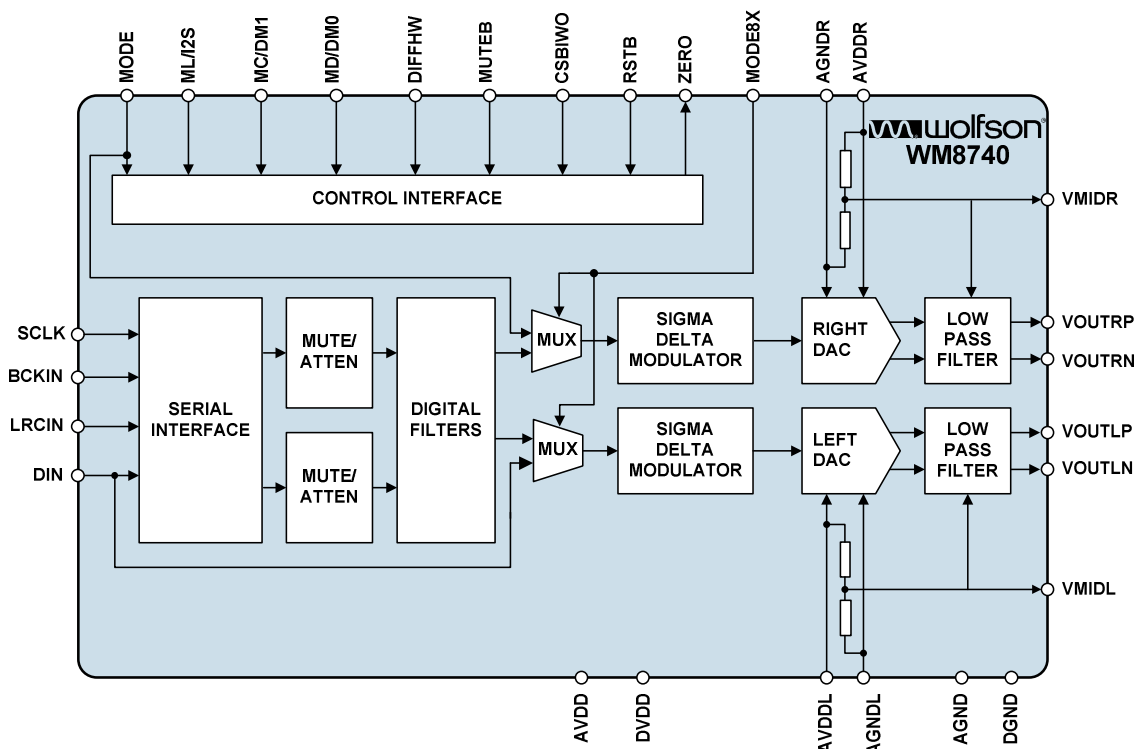 MODE
ML/I2S
MC/DM1
MD/DM0
DIFFHW
MUTEB
CSBIWO
RSTB
ZERO
MODE8X
AGNDR
AVDDR
wolfson®
WM8740
CONTROL INTERFACE
VMIDR
SCLK
BCKIN
LRCIN
DIN
SERIAL
INTERFACE
MUTE/
ATTEN
MUTE/
ATTEN
DIGITAL
FILTERS
MUX
MUX
SIGMA
DELTA
MODULATOR
SIGMA
DELTA
MODULATOR
RIGHT
DAC
LEFT
DAC
LOW
PASS
FILTER
LOW
PASS
FILTER
VOUTRP
VOUTRN
VOUTLP
VOUTLN
VMIDL
AVDD
DVDD
AVDDL
AGNDL
AGND
DGND